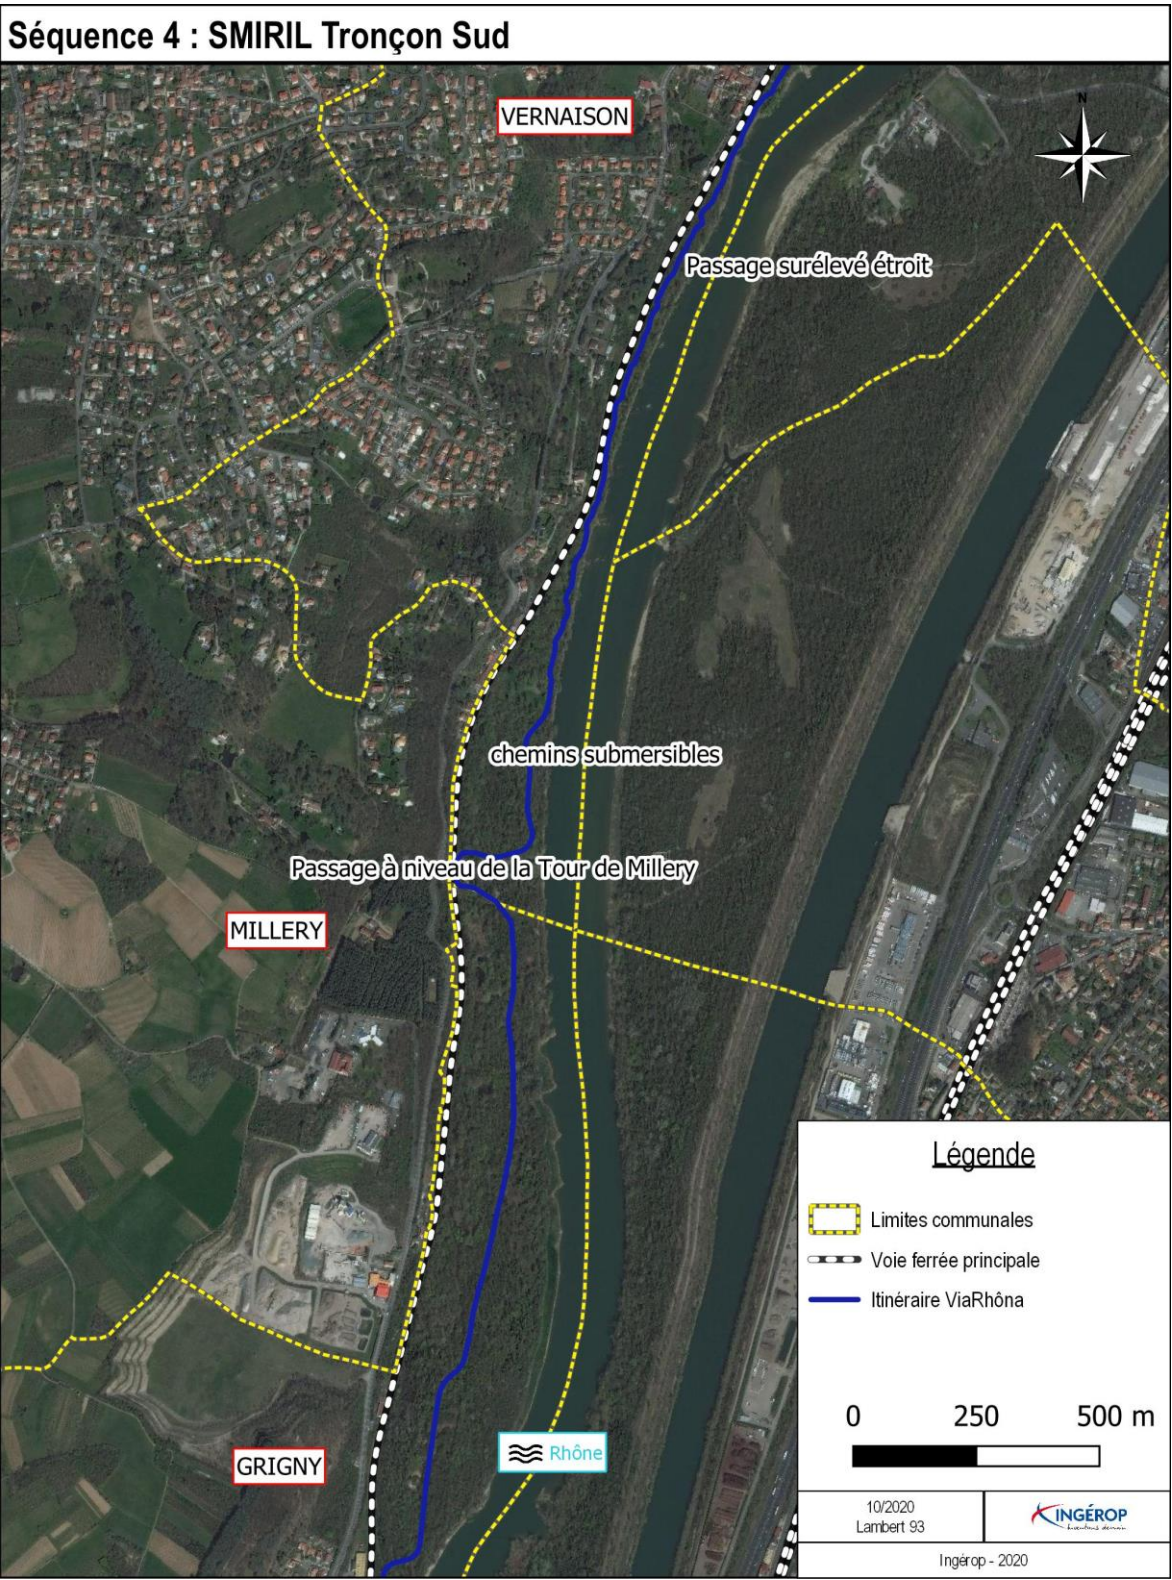 Séquence 4 : SMIRIL Tronçon Sud
VERNAISON
N
Passage surélevé étroit
chemins submersibles
Passage à niveau de la Tour de Millery
MILLERY
GRIGNY
Rhône
Légende
Limites communales
Voie ferrée principale
Itinéraire ViaRhôna
0 250 500 m
10/2020
Lambert 93
INGÉROP
Inventons demain
Ingérop - 2020